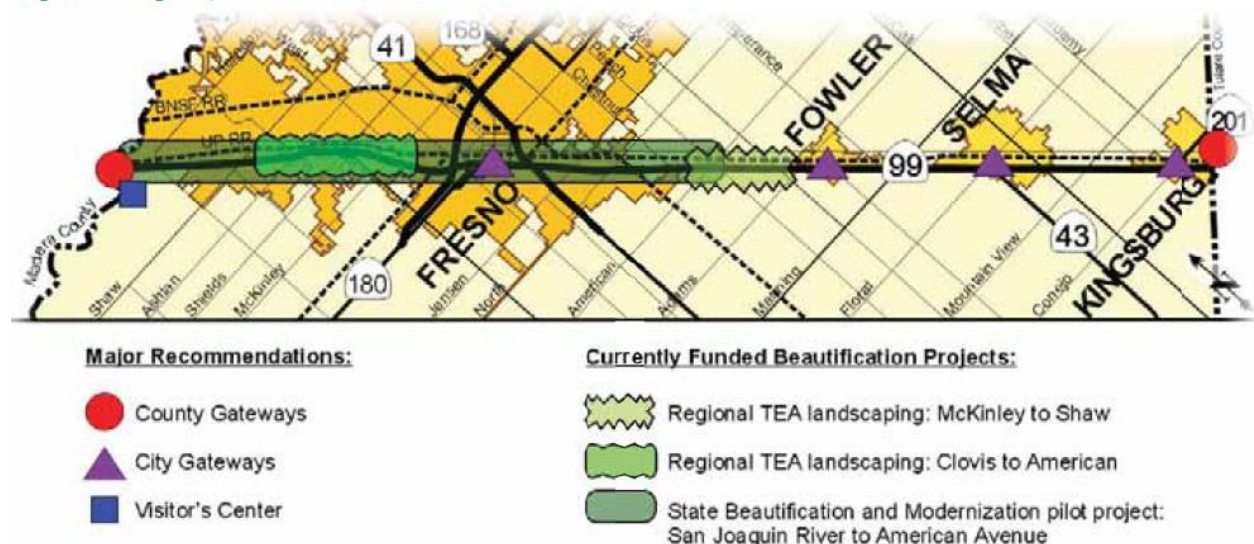 41
168
BNSF RR
UP RR
Peach
Chestnut
FOWLER
SELMA
201
99
Madera County
FRESNO
180
43
KINGSBURG
Shaw
Ashlan
Shields
McKinley
Jensen
North
American
Adams
Manning
Floral
Mountain View
Conejo
Major Recommendations:
County Gateways
City Gateways
Visitor's Center
Currently Funded Beautification Projects:
Regional TEA landscaping: McKinley to Shaw
Regional TEA landscaping: Clovis to American
State Beautification and Modernization pilot project:
San Joaquin River to American Avenue